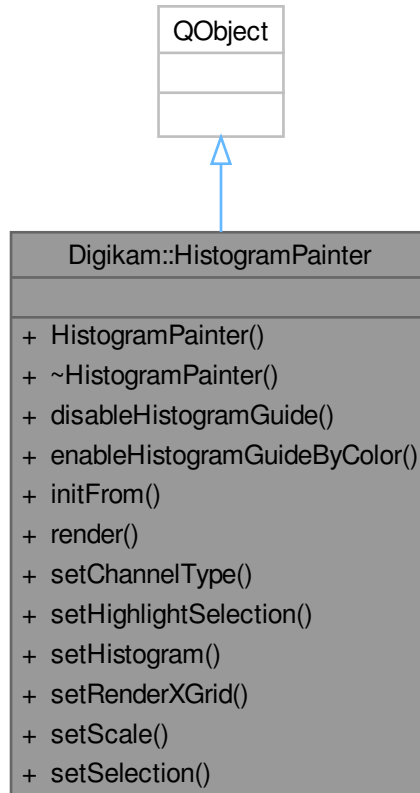 QObject
Digikam::HistogramPainter
+ HistogramPainter()
+ ~HistogramPainter()
+ disableHistogramGuide()
+ enableHistogramGuideByColor()
+ initFrom()
+ render()
+ setChannelType()
+ setHighlightSelection()
+ setHistogram()
+ setRenderXGrid()
+ setScale()
+ setSelection()